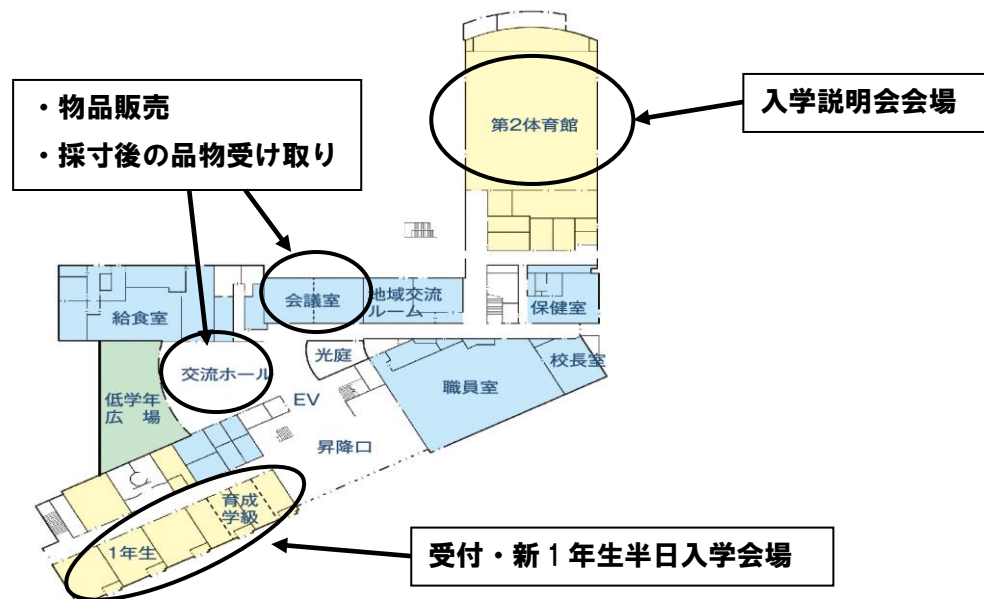 ・物品販売
・採寸後の品物受け取り
入学説明会会場
第2体育館
会議室
地域交流
ルーム
保健室
給食室
光庭
校長室
交流ホール
職員室
低学年
広 場
EV
昇降口
育成
学級
1年生
受付・新1年生半日入学会場